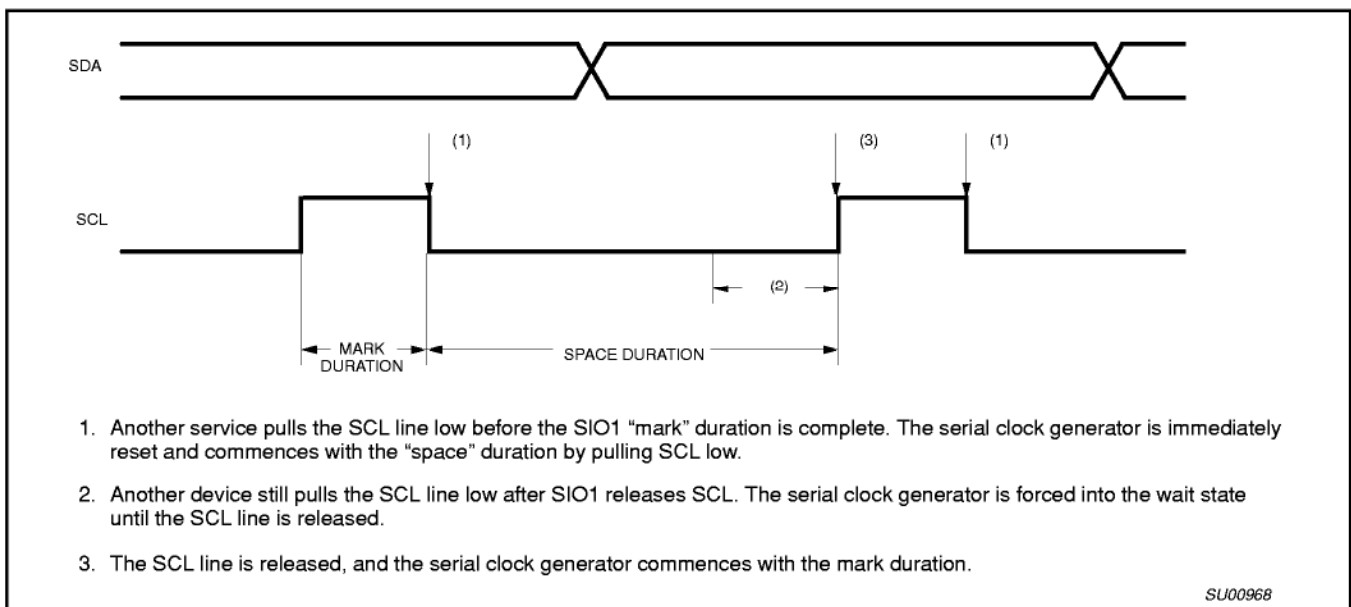 SDA
(1)
(3)
(1)
SCL
(2)
MARK
DURATION
SPACE DURATION
1. Another service pulls the SCL line low before the SIO1 “mark” duration is complete. The serial clock generator is immediately
reset and commences with the “space” duration by pulling SCL low.
2. Another device still pulls the SCL line low after SIO1 releases SCL. The serial clock generator is forced into the wait state
until the SCL line is released.
3. The SCL line is released, and the serial clock generator commences with the mark duration.
SU00968